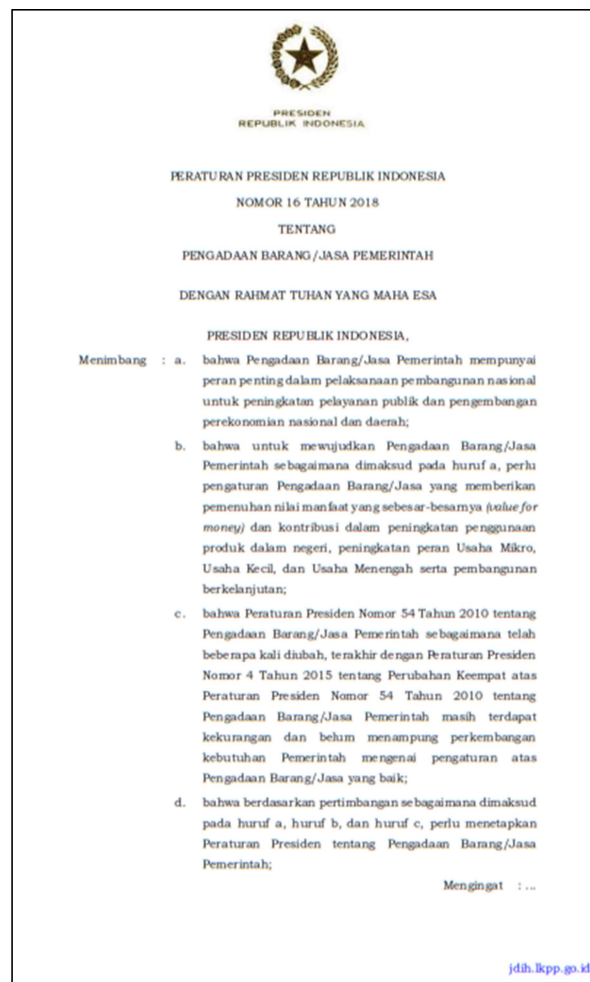 PRESIDEN
REPUBLIK INDONESIA
PERATURAN PRESIDEN REPUBLIK INDONESIA
NOMOR 16 TAHUN 2018
TENTANG
PENGADAAN BARANG/JASA PEMERINTAH
DENGAN RAHMAT TUHAN YANG MAHA ESA
PRESIDEN REPUBLIK INDONESIA,
Menimbang : a. bahwa Pengadaan Barang/Jasa Pemerintah mempunyai
peran penting dalam pelaksanaan pembangunan nasional
untuk peningkatan pelayanan publik dan pengembangan
perekonomian nasional dan daerah;
b. bahwa untuk mewujudkan Pengadaan Barang/Jasa
Pemerintah sebagaimana dimaksud pada huruf a, perlu
pengaturan Pengadaan Barang/Jasa yang memberikan
pemenuhan nilai manfaat yang sebesar-besarnya (value for
money) dan kontribusi dalam peningkatan penggunaan
produk dalam negeri, peningkatan peran Usaha Mikro,
Usaha Kecil, dan Usaha Menengah serta pembangunan
berkelanjutan;
c. bahwa Peraturan Presiden Nomor 54 Tahun 2010 tentang
Pengadaan Barang/Jasa Pemerintah sebagaimana telah
beberapa kali diubah, terakhir dengan Peraturan Presiden
Nomor 4 Tahun 2015 tentang Perubahan Keempat atas
Peraturan Presiden Nomor 54 Tahun 2010 tentang
Pengadaan Barang/Jasa Pemerintah masih terdapat
kekurangan dan belum menampung perkembangan
kebutuhan Pemerintah mengenai pengaturan atas
Pengadaan Barang/Jasa yang baik;
d. bahwa berdasarkan pertimbangan sebagaimana dimaksud
pada huruf a, huruf b, dan huruf c, perlu menetapkan
Peraturan Presiden tentang Pengadaan Barang/Jasa
Pemerintah;
Mengingat : ...
jdih.lkpp.go.id